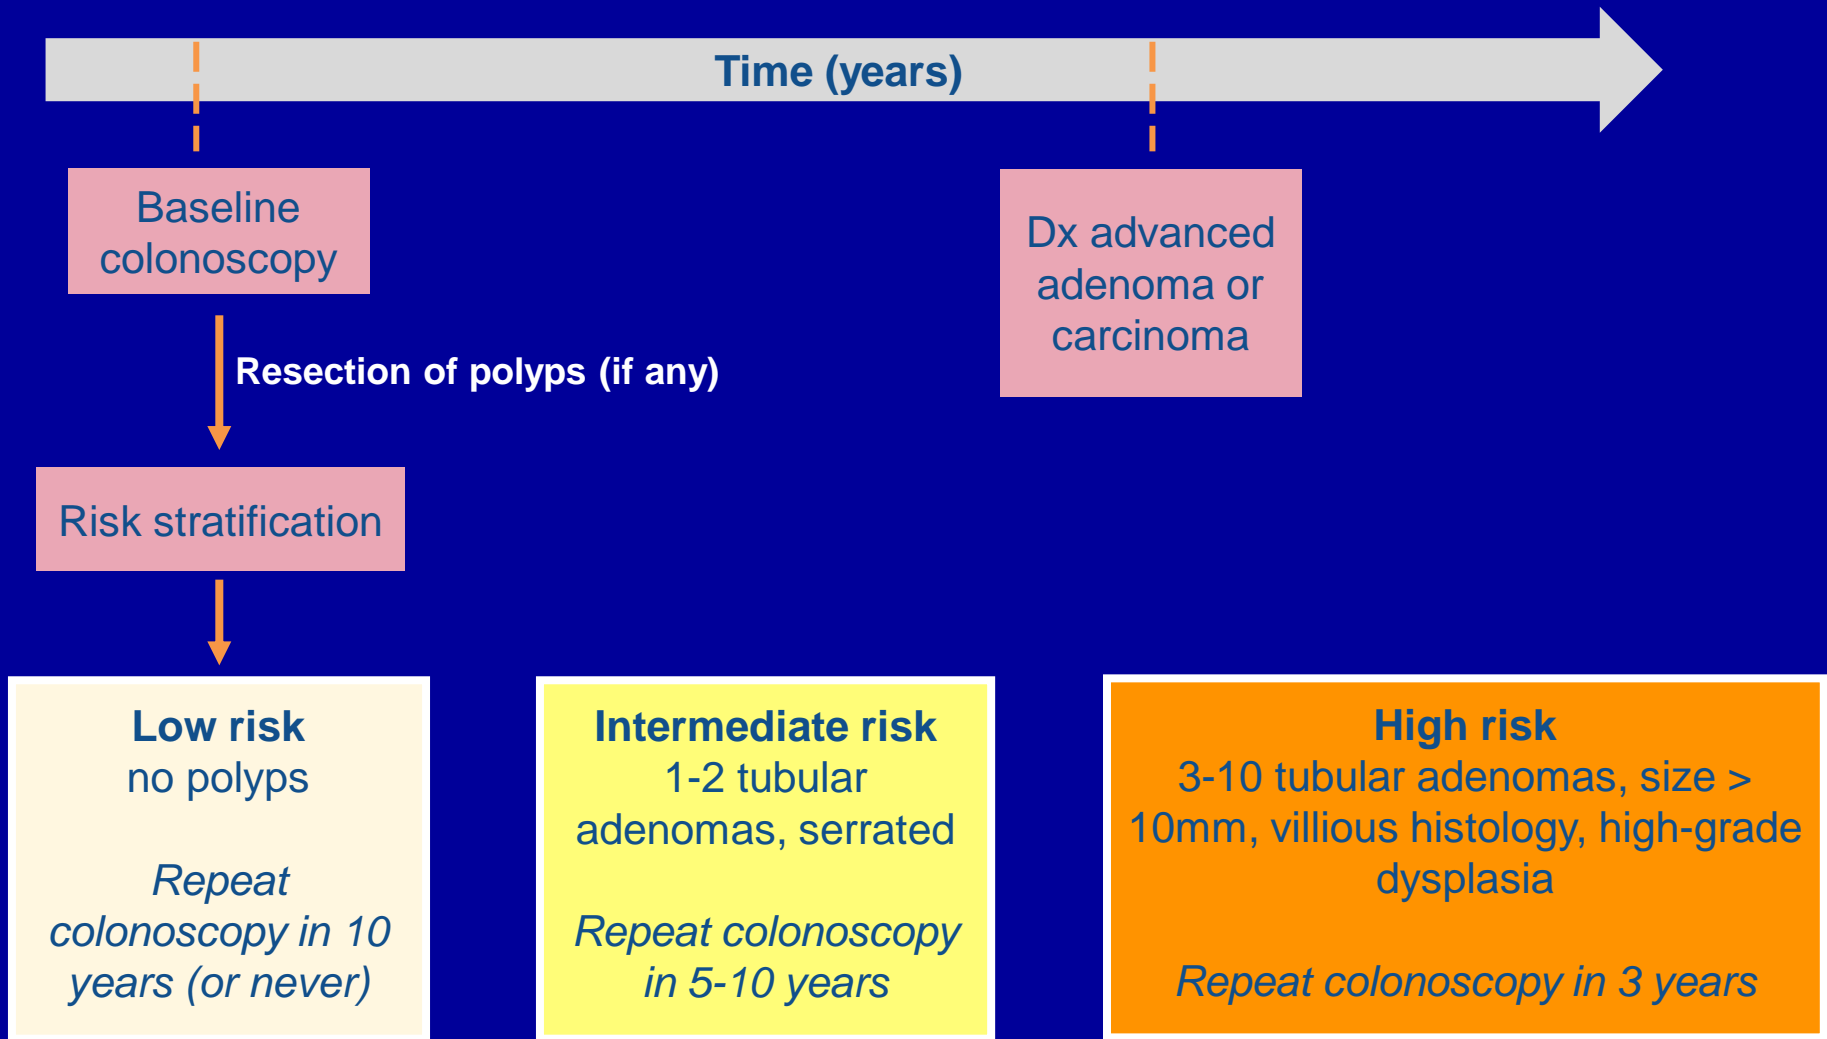 Time (years)
Baseline
colonoscopy
Dx advanced
adenoma or
carcinoma
Resection of polyps (if any)
Risk stratification
Low risk
no polyps
Repeat
colonoscopy in 10
years (or never)
Intermediate risk
1-2 tubular
adenomas, serrated
Repeat colonoscopy
in 5-10 years
High risk
3-10 tubular adenomas, size >
10mm, villious histology, high-grade
dysplasia
Repeat colonoscopy in 3 years